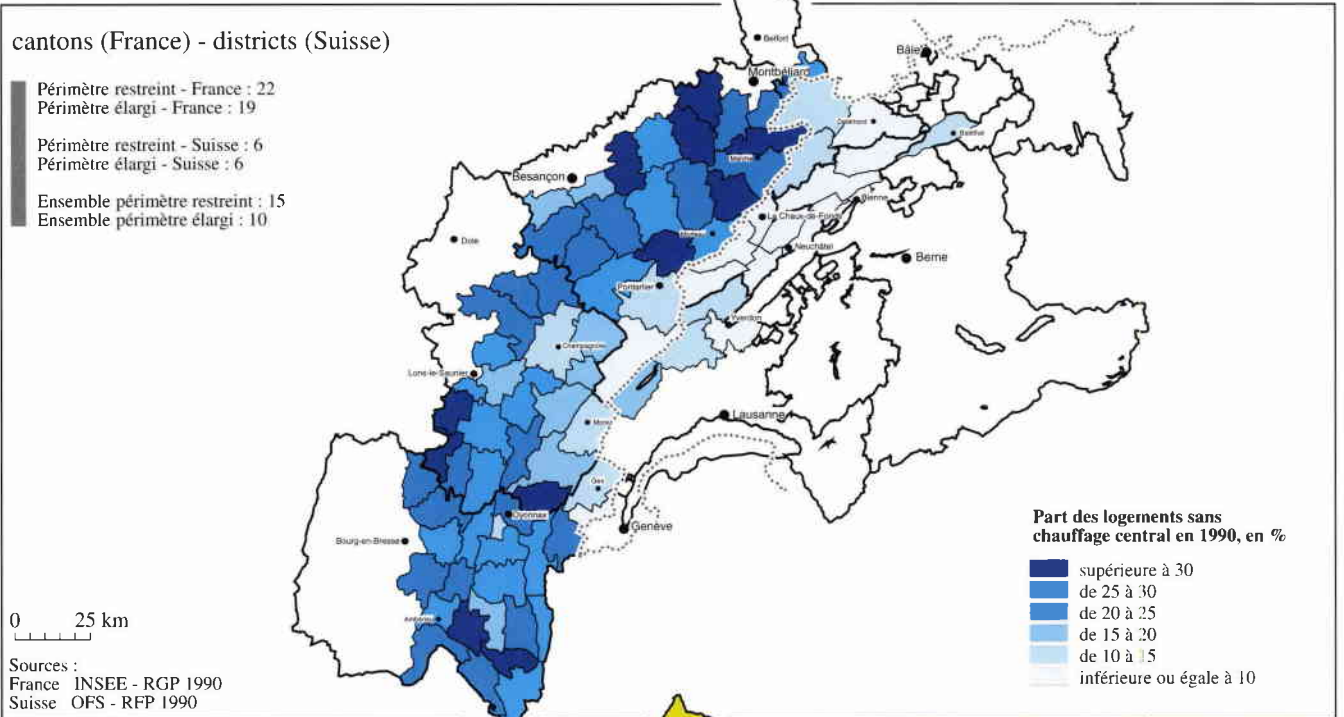 cantons (France) - districts (Suisse)
Périmètre restreint - France : 22
Périmètre élargi - France : 19
Périmètre restreint - Suisse : 6
Périmètre élargi - Suisse : 6
Ensemble périmètre restreint : 15
Ensemble périmètre élargi : 10
Belfort
Bâle
Montbéliard
Delémont
Balsthal
Maîche
Besançon
Bienne
La Chaux-de-Fonds
Morteau
Dole
Neuchâtel
Berne
Pontarlier
Yverdon
Champagnole
Lons-le-Saunier
Lausanne
Morez
Gex
Oyonnax
Genève
Bourg-en-Bresse
Ambérieu
Part des logements sans
chauffage central en 1990, en %
supérieure à 30
de 25 à 30
de 20 à 25
de 15 à 20
de 10 à 15
inférieure ou égale à 10
0 25 km
Sources :
France INSEE - RGP 1990
Suisse OFS - RFP 1990